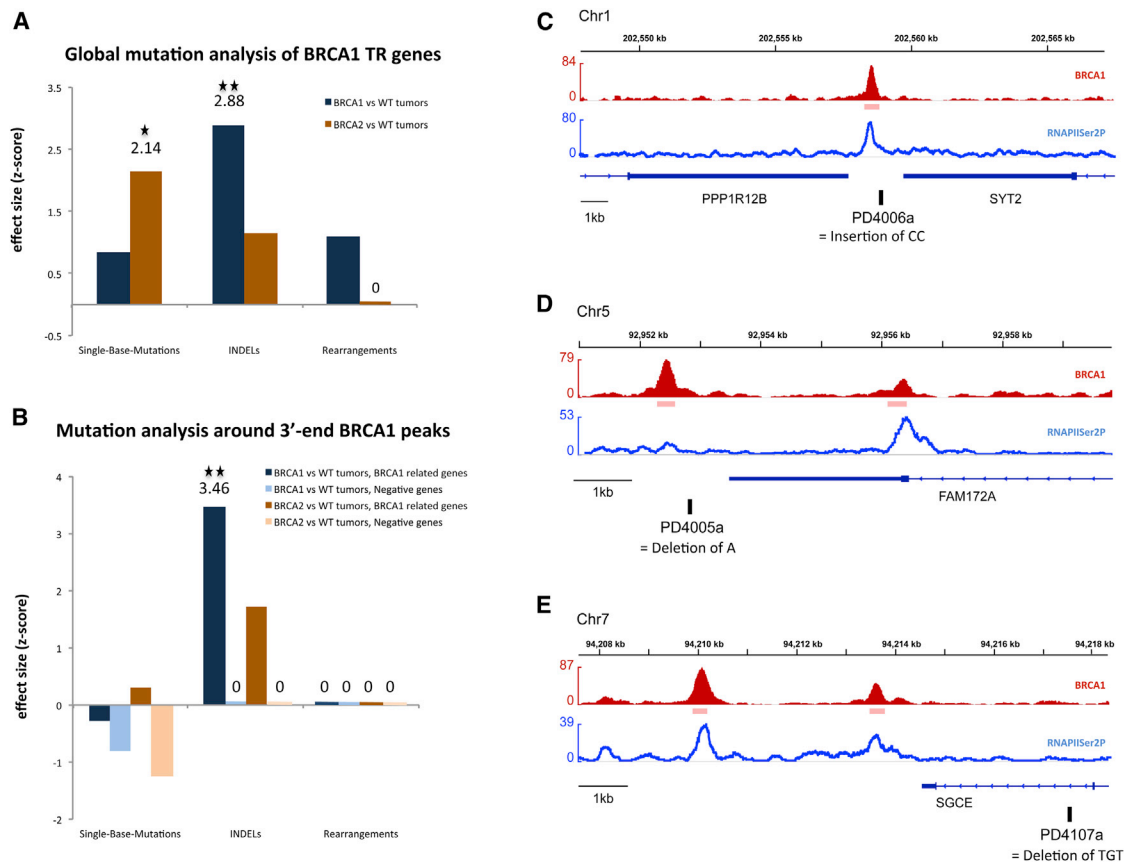 A
Global mutation analysis of BRCA1 TR genes
effect size (z-score)
3.5
2.5
1.5
0.5
-0.5
★
2.14
★★
2.88
0
BRCA1 vs WT tumors
BRCA2 vs WT tumors
Single-Base-Mutations
INDELs
Rearrangements
B
Mutation analysis around 3'-end BRCA1 peaks
effect size (z-score)
4
3
2
1
0
-1
-2
★★
3.46
0
0
0 0 0 0
BRCA1 vs WT tumors, BRCA1 related genes
BRCA1 vs WT tumors, Negative genes
BRCA2 vs WT tumors, BRCA1 related genes
BRCA2 vs WT tumors, Negative genes
Single-Base-Mutations
INDELs
Rearrangements
C
Chr1
202,550 kb
202,555 kb
202,560 kb
202,565 kb
84
0
BRCA1
80
0
RNAPIISer2P
PPP1R12B
SYT2
1kb
PD4006a
= Insertion of CC
D
Chr5
92,952 kb
92,954 kb
92,956 kb
92,958 kb
79
0
BRCA1
53
0
RNAPIISer2P
1kb
FAM172A
PD4005a
= Deletion of A
E
Chr7
94,208 kb
94,210 kb
94,212 kb
94,214 kb
94,216 kb
94,218 kb
87
0
BRCA1
39
0
RNAPIISer2P
1kb
SGCE
PD4107a
= Deletion of TGT